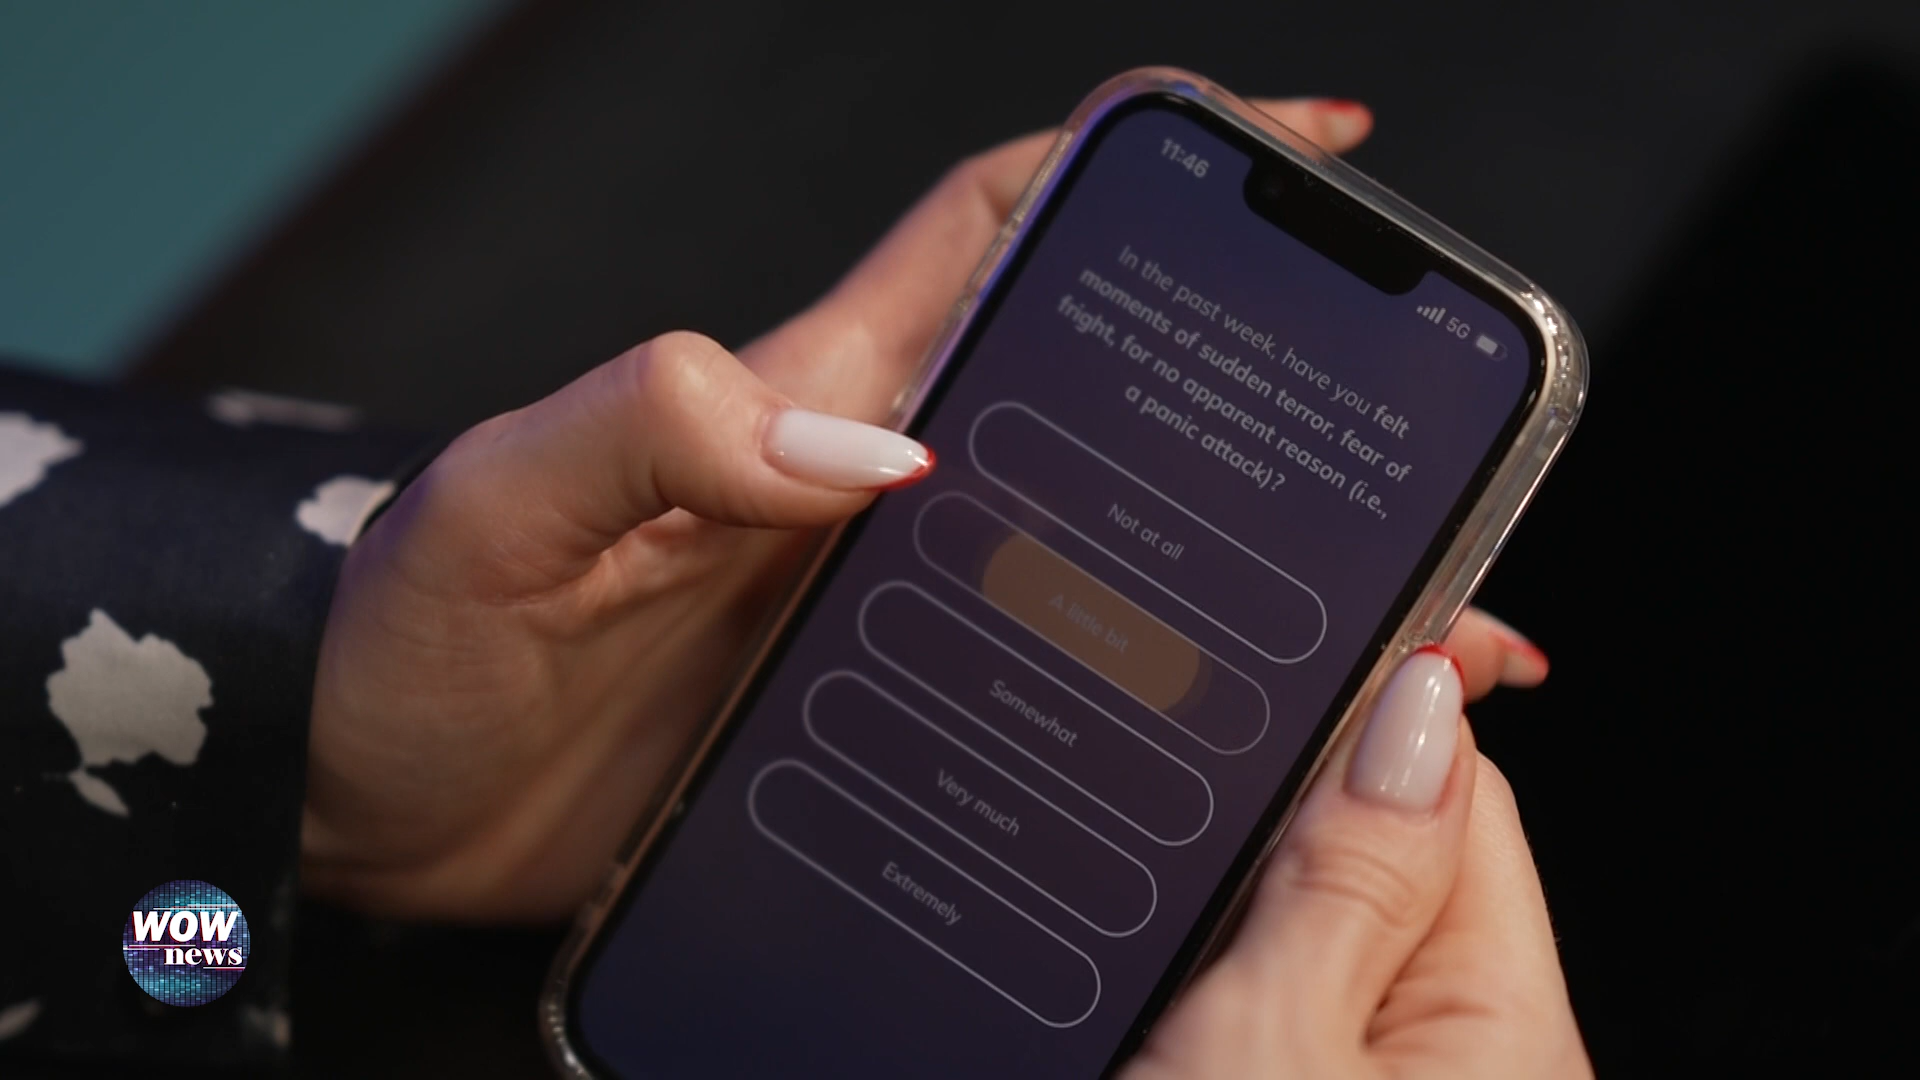 11:46
5G
In the past week, have you felt
moments of sudden terror, fear of
fright, for no apparent reason (i.e.,
a panic attack)?
Not at all
A little bit
Somewhat
Very much
Extremely
WOW
news